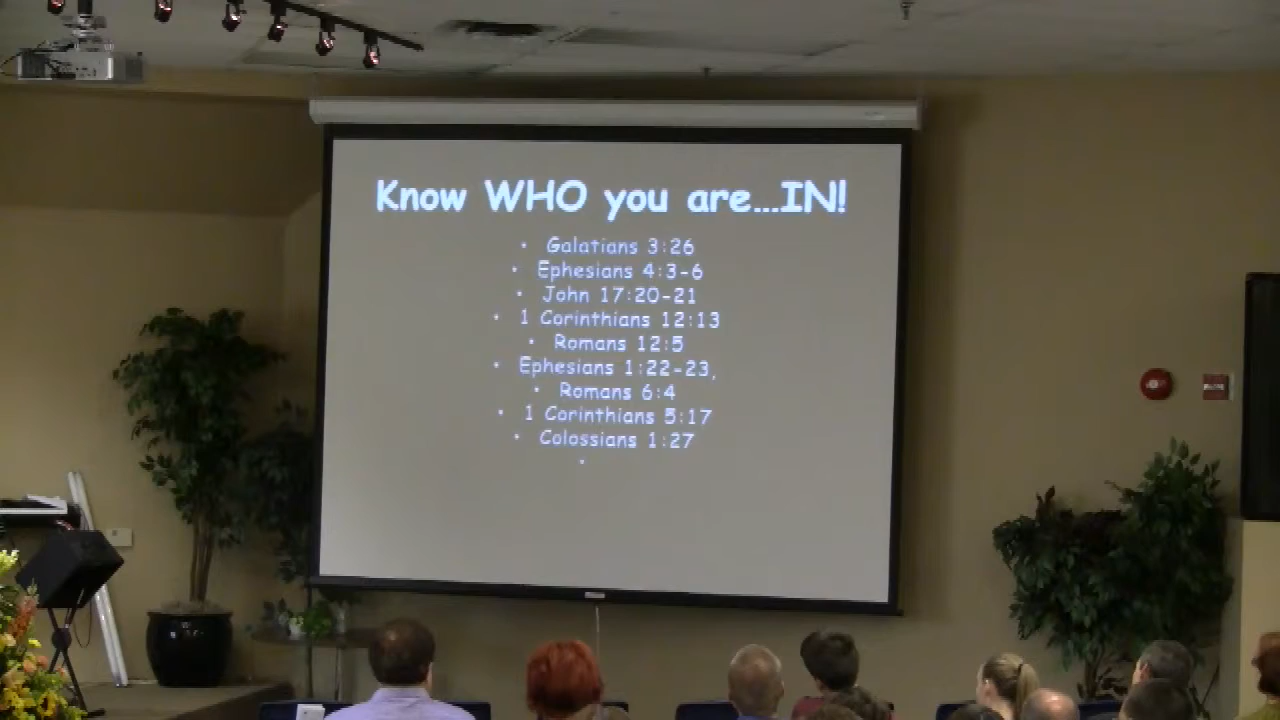 Know WHO you are...IN!
• Galatians 3:26
• Ephesians 4:3-6
• John 17:20-21
• 1 Corinthians 12:13
• Romans 12:5
• Ephesians 1:22-23,
• Romans 6:4
• 1 Corinthians 5:17
• Colossians 1:27
•